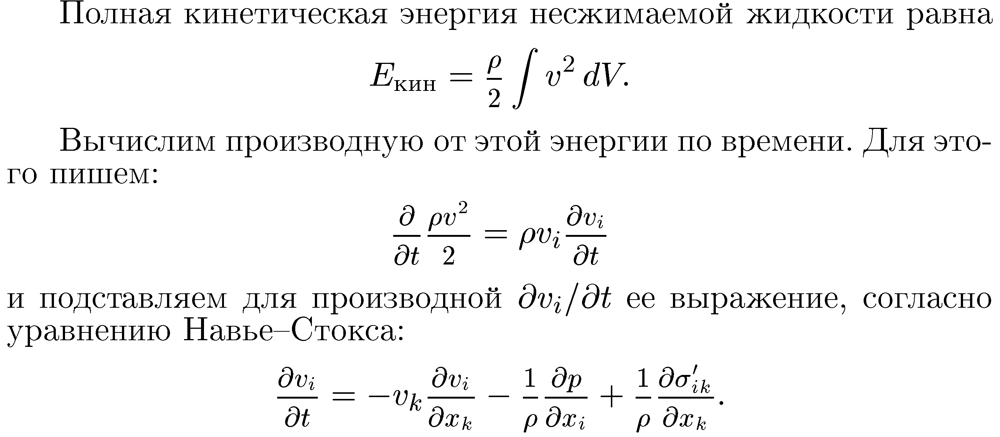 Полная кинетическая энергия несжимаемой жидкости равна
$$E_{\text{кин}} = \frac{\rho}{2} \int v^2 \, dV.$$
Вычислим производную от этой энергии по времени. Для это-
го пишем:
$$\frac{\partial}{\partial t} \frac{\rho v^2}{2} = \rho v_i \frac{\partial v_i}{\partial t}$$
и подставляем для производной $\partial v_i/\partial t$ ее выражение, согласно
уравнению Навье–Стокса:
$$\frac{\partial v_i}{\partial t} = -v_k \frac{\partial v_i}{\partial x_k} - \frac{1}{\rho} \frac{\partial p}{\partial x_i} + \frac{1}{\rho} \frac{\partial \sigma'_{ik}}{\partial x_k}.$$